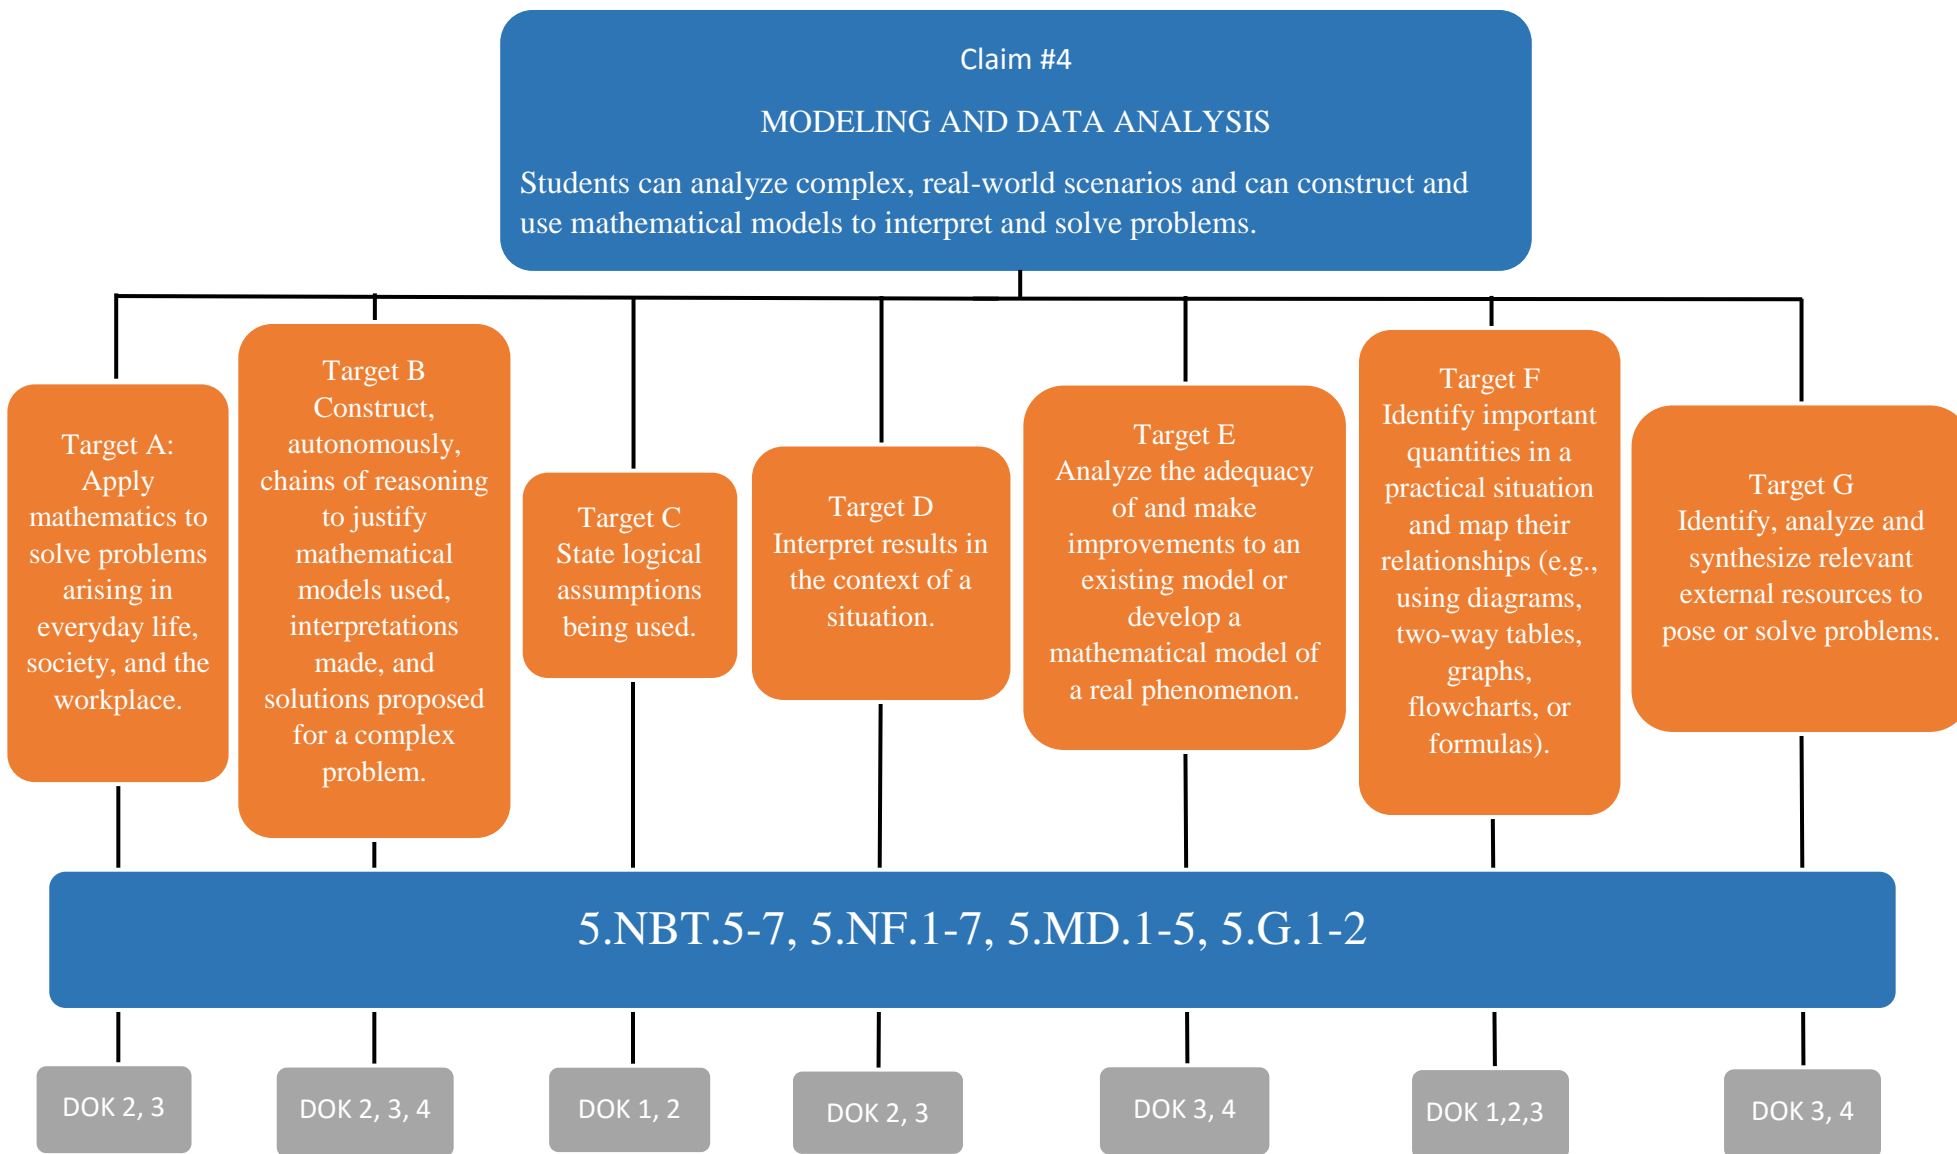 Claim #4
MODELING AND DATA ANALYSIS
Students can analyze complex, real-world scenarios and can construct and
use mathematical models to interpret and solve problems.
Target A:
Apply
mathematics to
solve problems
arising in
everyday life,
society, and the
workplace.
Target B
Construct,
autonomously,
chains of reasoning
to justify
mathematical
models used,
interpretations
made, and
solutions proposed
for a complex
problem.
Target C
State logical
assumptions
being used.
Target D
Interpret results in
the context of a
situation.
Target E
Analyze the adequacy
of and make
improvements to an
existing model or
develop a
mathematical model of
a real phenomenon.
Target F
Identify important
quantities in a
practical situation
and map their
relationships (e.g.,
using diagrams,
two-way tables,
graphs,
flowcharts, or
formulas).
Target G
Identify, analyze and
synthesize relevant
external resources to
pose or solve problems.
5.NBT.5-7, 5.NF.1-7, 5.MD.1-5, 5.G.1-2
DOK 2, 3
DOK 2, 3, 4
DOK 1, 2
DOK 2, 3
DOK 3, 4
DOK 1,2,3
DOK 3, 4